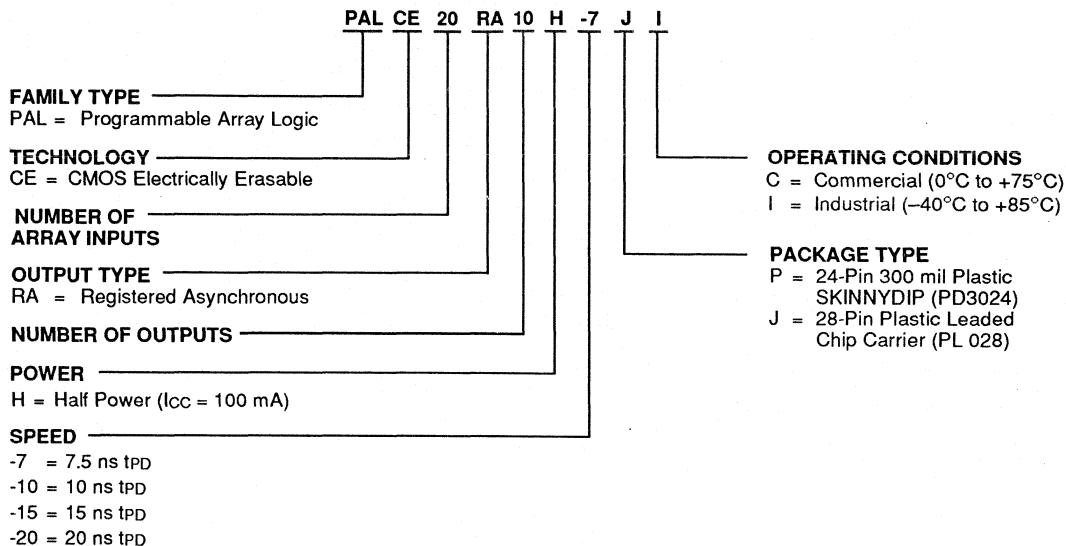 PAL CE 20 RA 10 H -7 J I
FAMILY TYPE
PAL = Programmable Array Logic
TECHNOLOGY
CE = CMOS Electrically Erasable
NUMBER OF
ARRAY INPUTS
OUTPUT TYPE
RA = Registered Asynchronous
NUMBER OF OUTPUTS
POWER
H = Half Power (ICC = 100 mA)
SPEED
-7 = 7.5 ns tPD
-10 = 10 ns tPD
-15 = 15 ns tPD
-20 = 20 ns tPD
OPERATING CONDITIONS
C = Commercial (0°C to +75°C)
I = Industrial (–40°C to +85°C)
PACKAGE TYPE
P = 24-Pin 300 mil Plastic
SKINNYDIP (PD3024)
J = 28-Pin Plastic Leaded
Chip Carrier (PL 028)